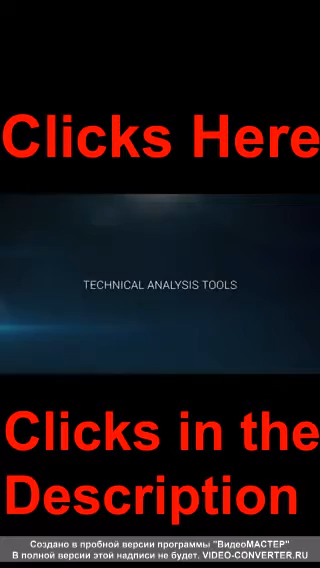 Clicks Here
TECHNICAL ANALYSIS TOOLS
Clicks in the
Description
Создано в пробной версии программы "ВидеоМАСТЕР"
В полной версии этой надписи не будет. VIDEO-CONVERTER.RU